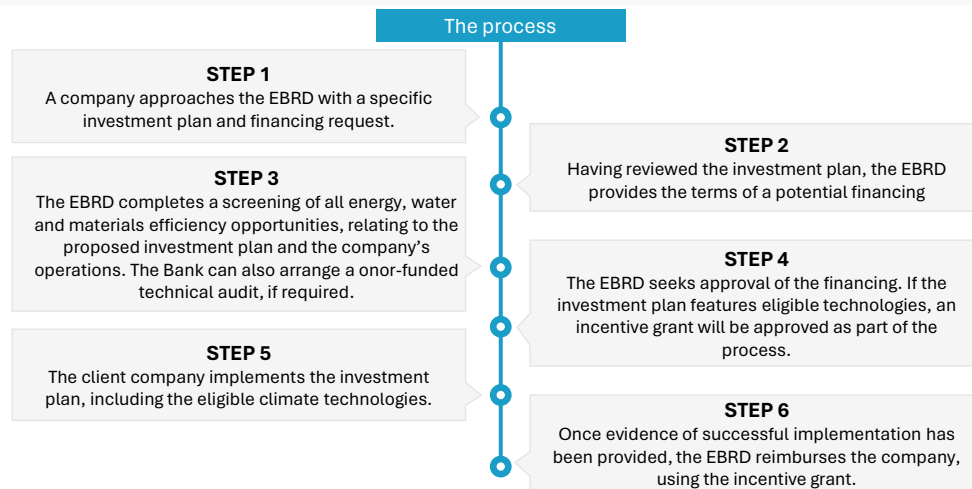 The process
STEP 1
A company approaches the EBRD with a specific
investment plan and financing request.
STEP 2
Having reviewed the investment plan, the EBRD
provides the terms of a potential financing
STEP 3
The EBRD completes a screening of all energy, water
and materials efficiency opportunities, relating to the
proposed investment plan and the company's
operations. The Bank can also arrange a onor-funded
technical audit, if required.
STEP 4
The EBRD seeks approval of the financing. If the
investment plan features eligible technologies, an
incentive grant will be approved as part of the
process.
STEP 5
The client company implements the investment
plan, including the eligible climate technologies.
STEP 6
Once evidence of successful implementation has
been provided, the EBRD reimburses the company,
using the incentive grant.